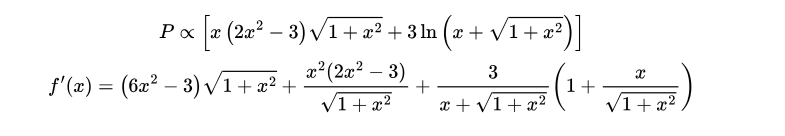 P ∝ [x (2x² − 3)√(1 + x²) + 3 ln (x + √(1 + x²))]
f′(x) = (6x² − 3)√(1 + x²) + x²(2x² − 3)/√(1 + x²) + 3/(x + √(1 + x²)) (1 + x/√(1 + x²))